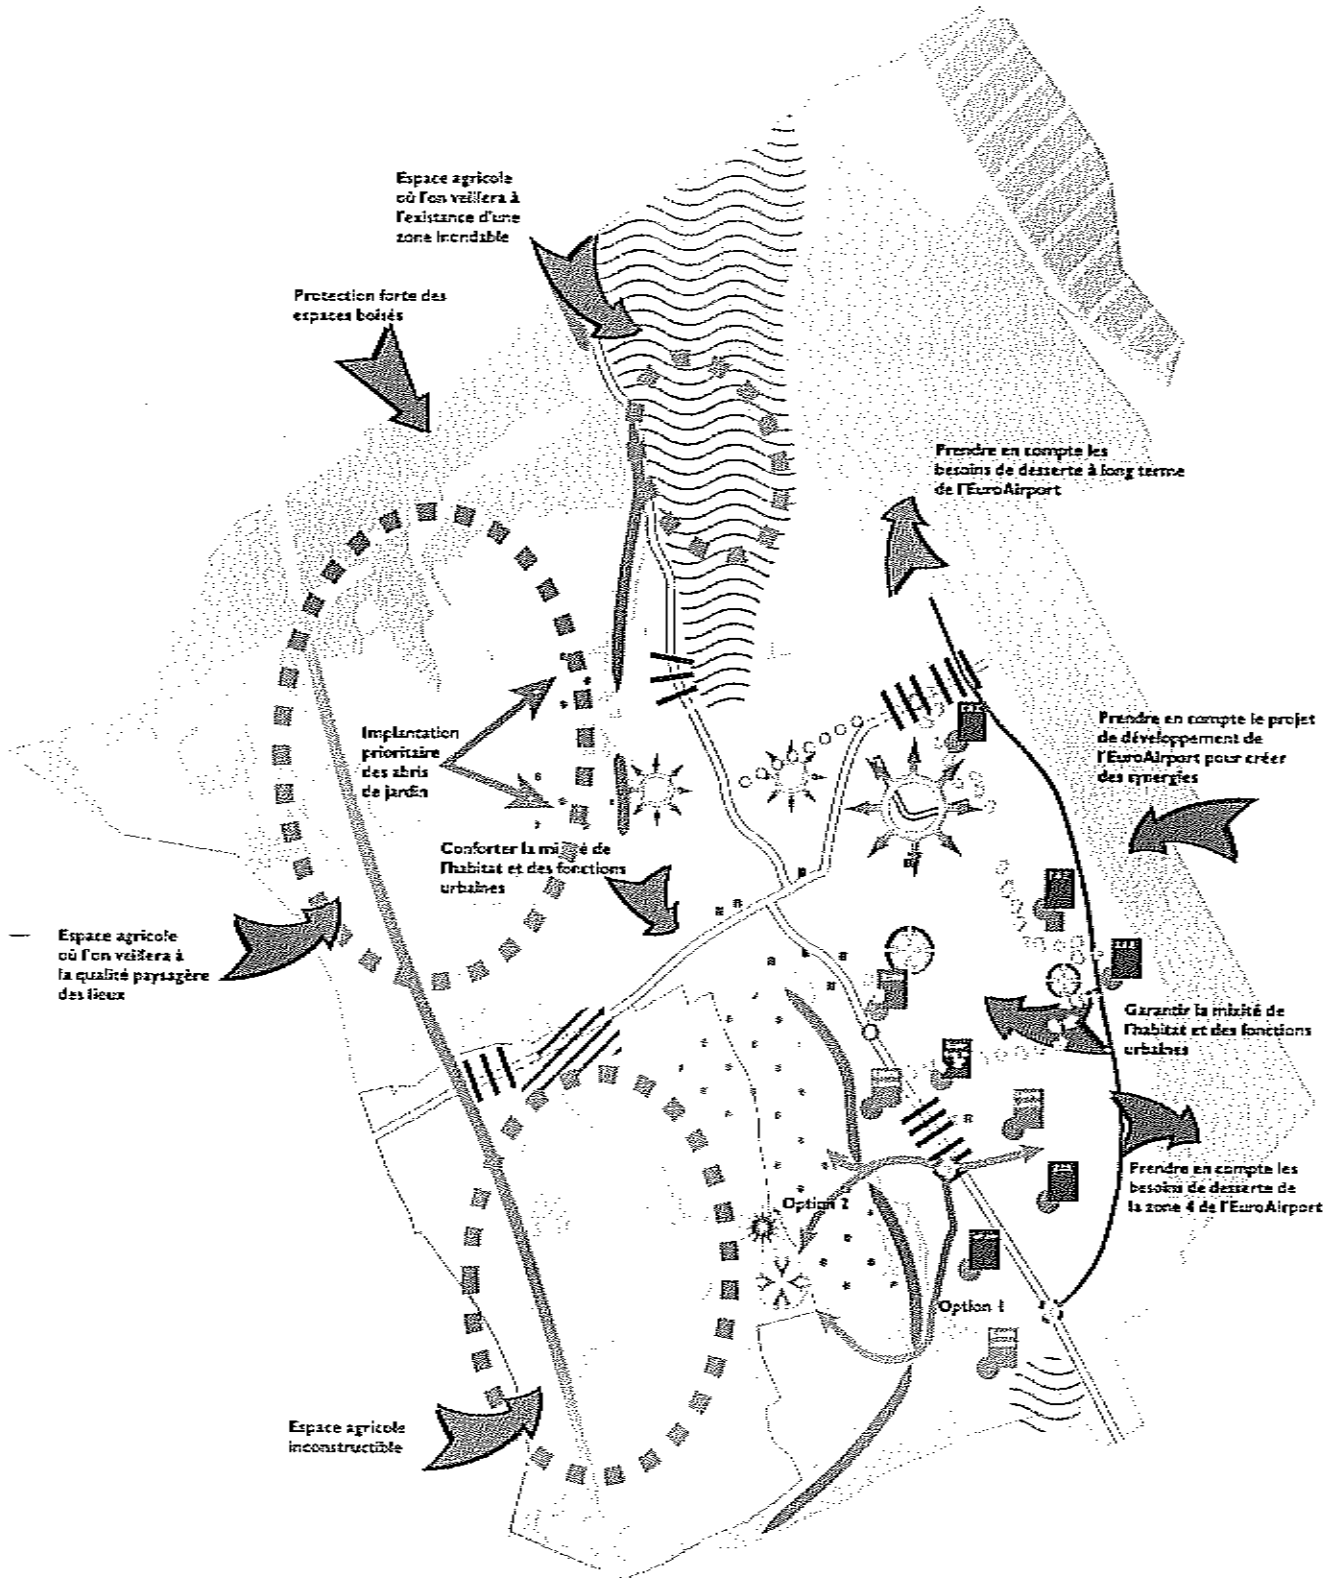 Espace agricole
où l'on veillera à
l'existance d'une
zone inondable
Protection forte des
espaces boisés
Prendre en compte les
besoins de desserte à long terme
de l'EuroAirport
Implantation
prioritaire
des abris
de jardin
Prendre en compte le projet
de développement de
l'EuroAirport pour créer
des synergies
Conforter la mixité de
l'habitat et des fonctions
urbaines
Espace agricole
où l'on veillera à
la qualité paysagère
des lieux
Garantir la mixité de
l'habitat et des fonctions
urbaines
Prendre en compte les
besoins de desserte de
la zone 4 de l'EuroAirport
Option 2
Option 1
Espace agricole
inconstructible